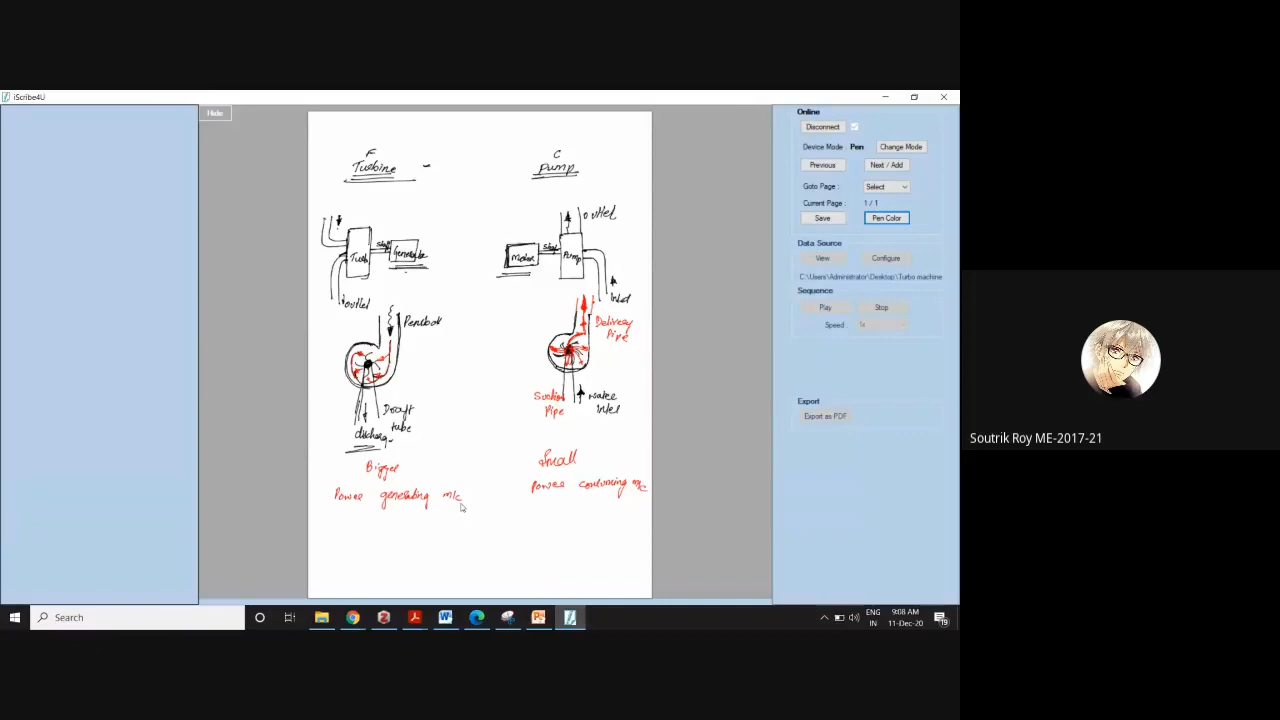 iScribe4U
Hide
F
Turbine -
C
Pump
outlet
Turb
shaft
Motor
shaft
Pump
outlet
inlet
Penstock
Delivery
Pipe
Suction
Pipe
water
inlet
Draft
tube
discharg
Bigger
Power generating m/c
small
Power consuming m/c
Online
Disconnect
Device Mode : Pen Change Mode
Previous Next / Add
Goto Page : Select
Current Page : 1 / 1
Save Pen Color
Data Source
View Configure
C:\Users\Administrator\Desktop\Turbo machine
Sequence
Play Stop
Speed : 1x
Export
Export as PDF
Soutrik Roy ME-2017-21
Search
ENG
IN
9:08 AM
11-Dec-20
19